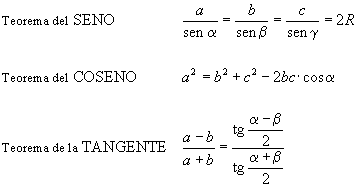 Teorema del SENO a/sen α = b/sen β = c/sen γ = 2R
Teorema del COSENO a² = b² + c² − 2bc · cosα
Teorema de la TANGENTE (a − b)/(a + b) = (tg (α − β)/2)/(tg (α + β)/2)